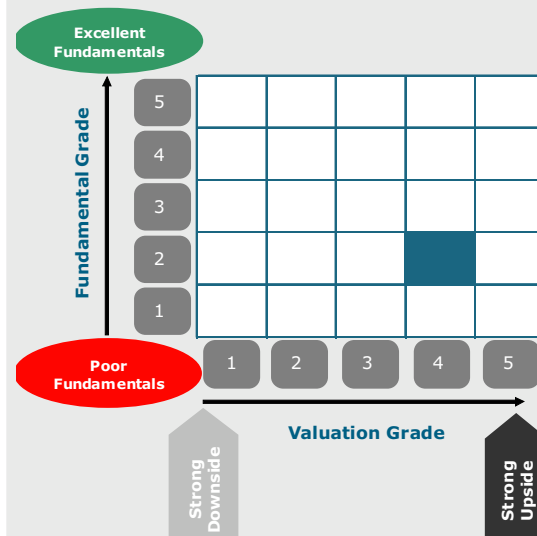 Excellent
Fundamentals
Fundamental Grade
5
4
3
2
1
Poor
Fundamentals
1 2 3 4 5
Valuation Grade
Strong
Downside
Strong
Upside